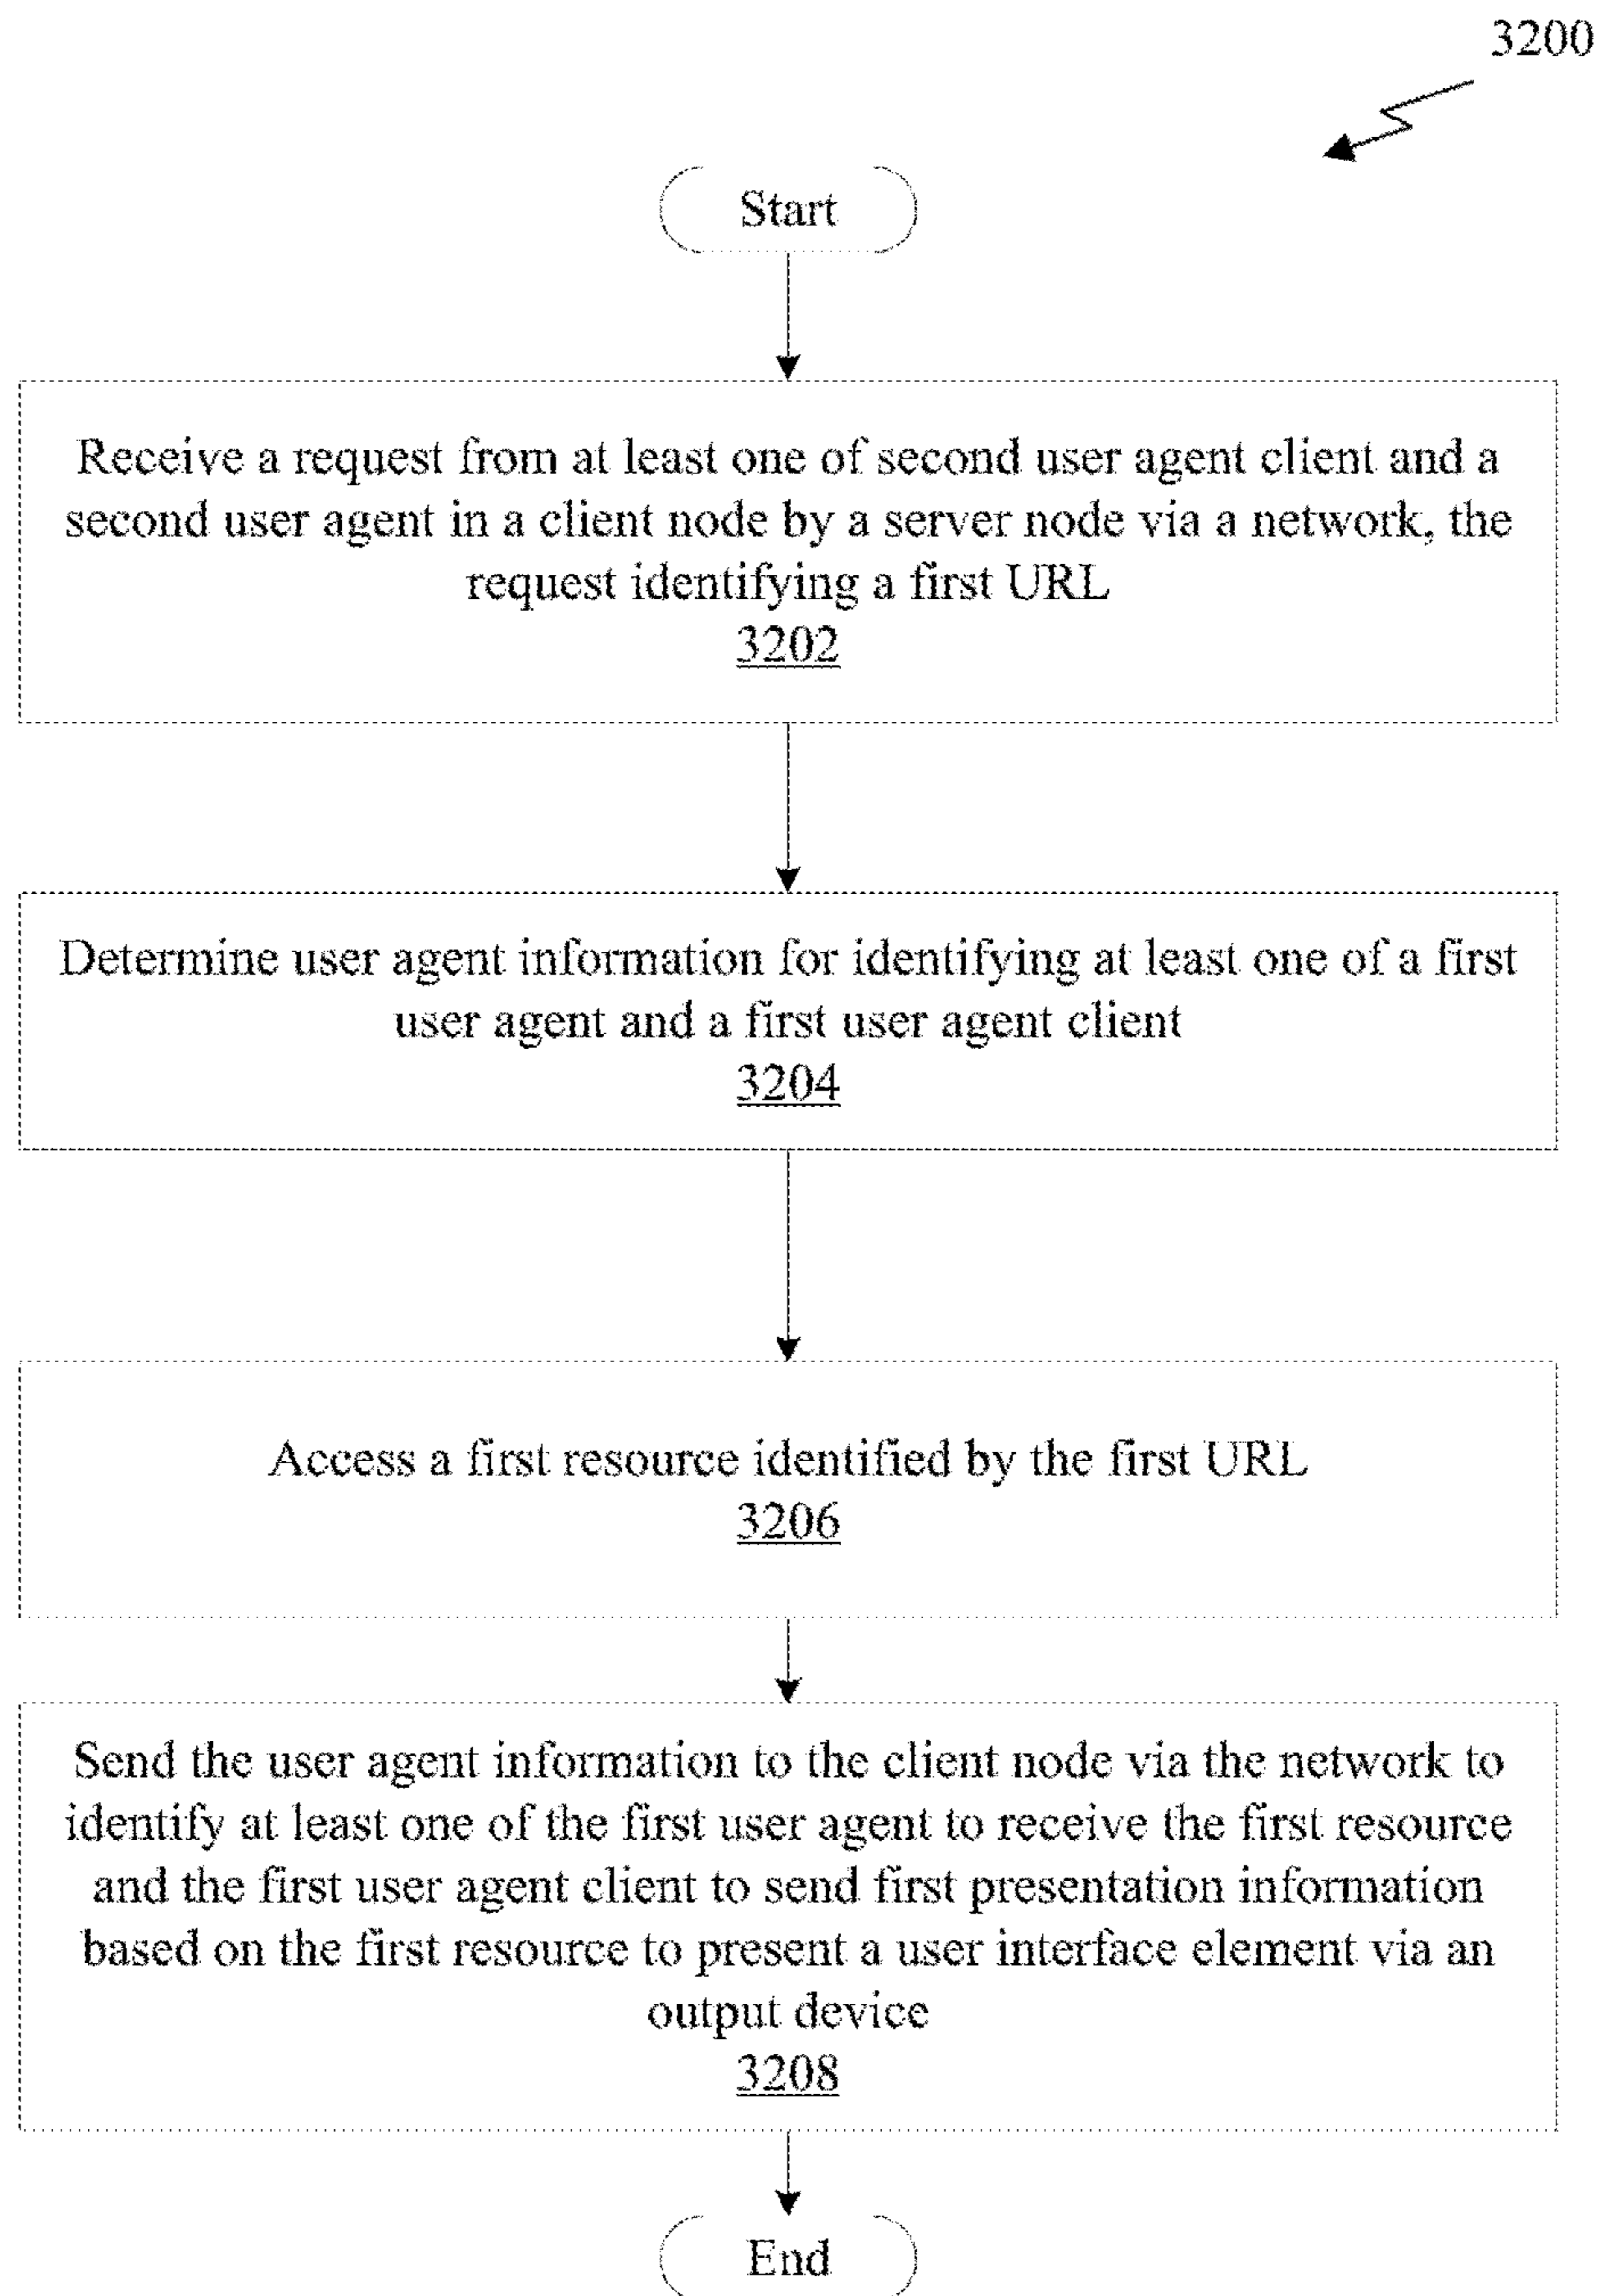 3200
Start
Receive a request from at least one of second user agent client and a
second user agent in a client node by a server node via a network, the
request identifying a first URL
3202
Determine user agent information for identifying at least one of a first
user agent and a first user agent client
3204
Access a first resource identified by the first URL
3206
Send the user agent information to the client node via the network to
identify at least one of the first user agent to receive the first resource
and the first user agent client to send first presentation information
based on the first resource to present a user interface element via an
output device
3208
End